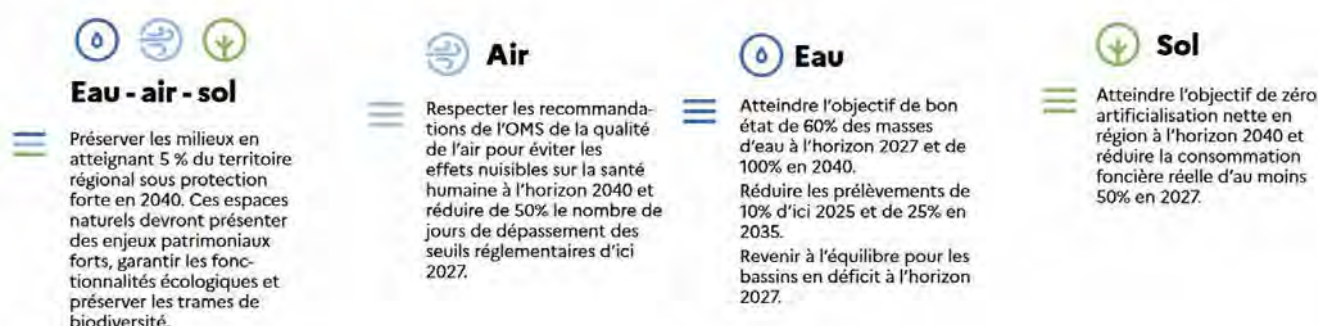 Eau - air - sol
Préserver les milieux en
atteignant 5 % du territoire
régional sous protection
forte en 2040. Ces espaces
naturels devront présenter
des enjeux patrimoniaux
forts, garantir les fonc-
tionnalités écologiques et
préserver les trames de
biodiversité.
Air
Respecter les recommanda-
tions de l'OMS de la qualité
de l'air pour éviter les
effets nuisibles sur la santé
humaine à l'horizon 2040 et
réduire de 50% le nombre de
jours de dépassement des
seuils réglementaires d'ici
2027.
Eau
Atteindre l'objectif de bon
état de 60% des masses
d'eau à l'horizon 2027 et de
100% en 2040.
Réduire les prélèvements de
10% d'ici 2025 et de 25% en
2035.
Revenir à l'équilibre pour les
bassins en déficit à l'horizon
2027.
Sol
Atteindre l'objectif de zéro
artificialisation nette en
région à l'horizon 2040 et
réduire la consommation
foncière réelle d'au moins
50% en 2027.